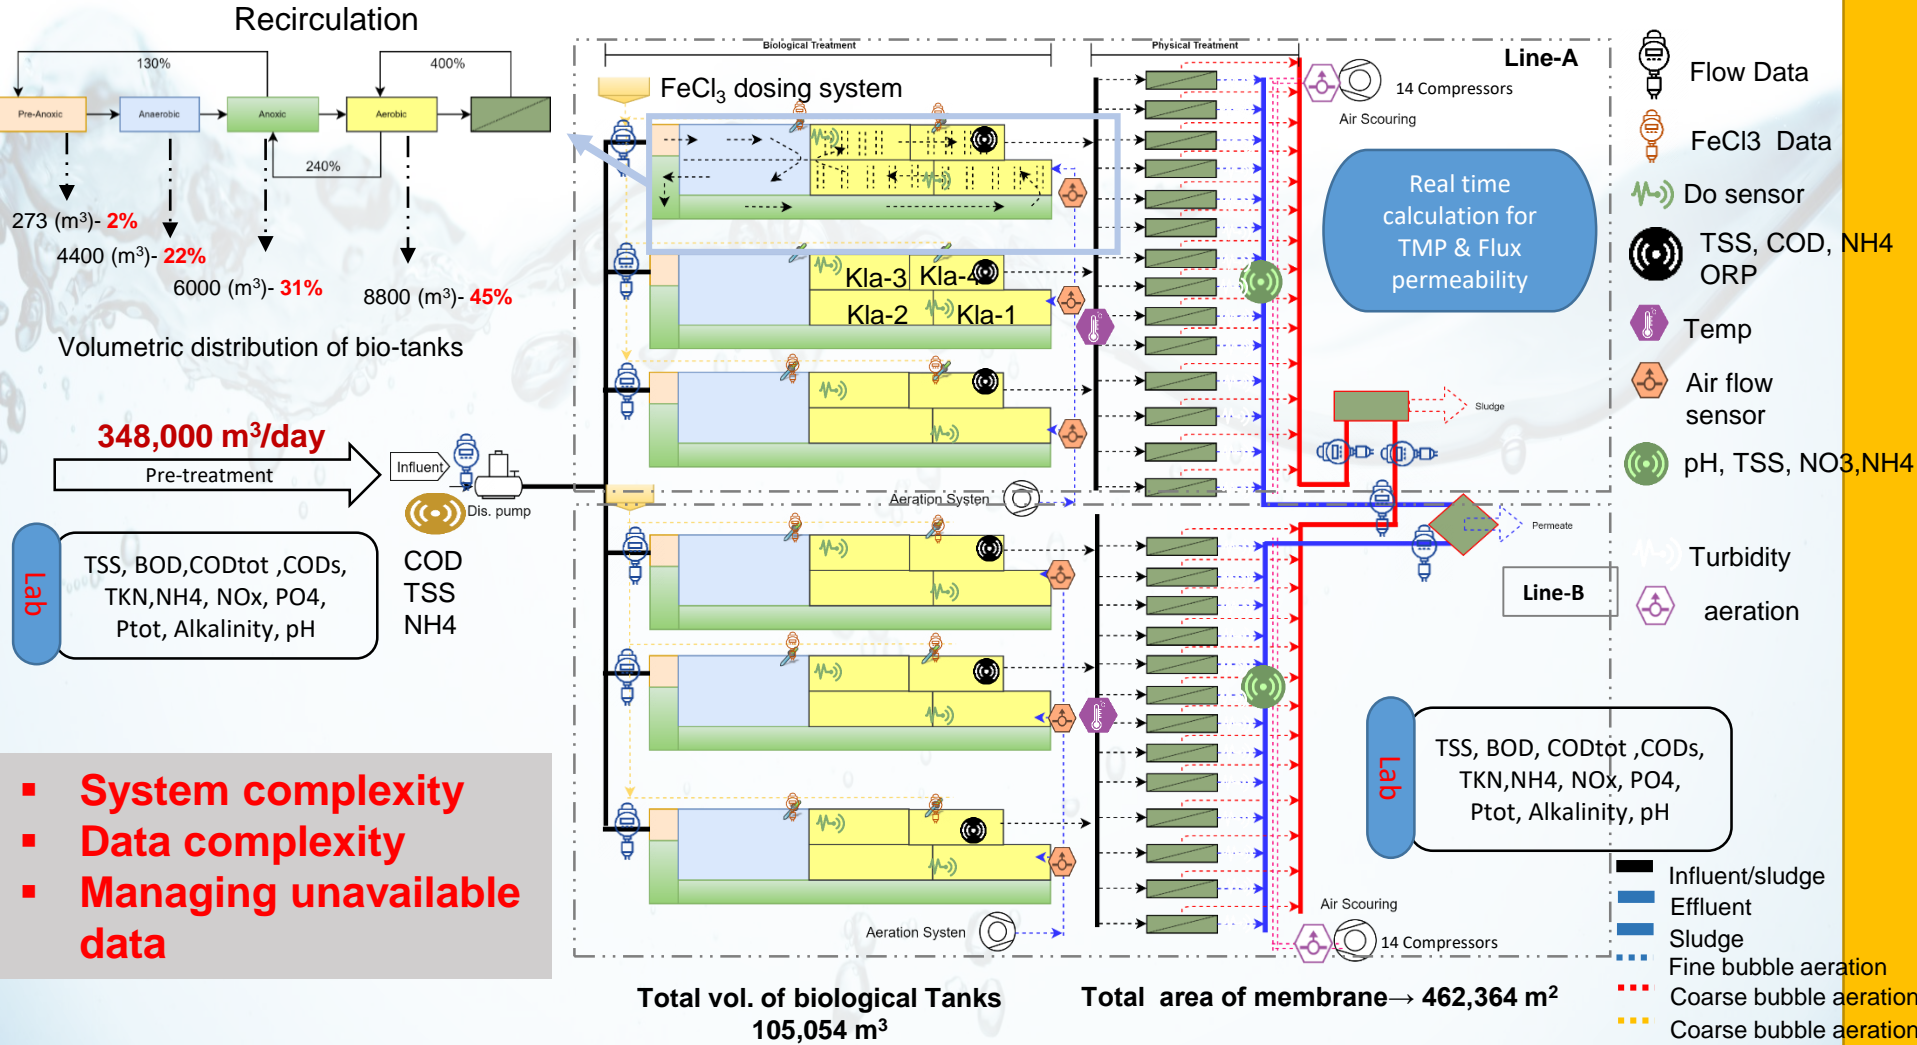 Recirculation
130%
400%
Pre-Anoxic
Anaerobic
Anoxic
Aerobic
240%
273 (m³)- 2%
4400 (m³)- 22%
6000 (m³)- 31%
8800 (m³)- 45%
Volumetric distribution of bio-tanks
348,000 m³/day
Pre-treatment
Influent
Dis. pump
COD
TSS
NH4
Lab
TSS, BOD,CODtot ,CODs,
TKN,NH4, NOx, PO4,
Ptot, Alkalinity, pH
▪ System complexity
▪ Data complexity
▪ Managing unavailable
data
Biological Treatment
Physical Treatment
Line-A
FeCl₃ dosing system
14 Compressors
Air Scouring
Real time
calculation for
TMP & Flux
permeability
Kla-3
Kla-4
Kla-2
Kla-1
Sludge
Aeration Systen
Permeate
Line-B
Lab
TSS, BOD, CODtot ,CODs,
TKN,NH4, NOx, PO4,
Ptot, Alkalinity, pH
Air Scouring
14 Compressors
Aeration Systen
Total vol. of biological Tanks
105,054 m³
Total area of membrane→ 462,364 m²
Flow Data
FeCl3 Data
Do sensor
TSS, COD, NH4
ORP
Temp
Air flow
sensor
pH, TSS, NO3,NH4
Turbidity
aeration
Influent/sludge
Effluent
Sludge
Fine bubble aeration
Coarse bubble aeration
Coarse bubble aeration